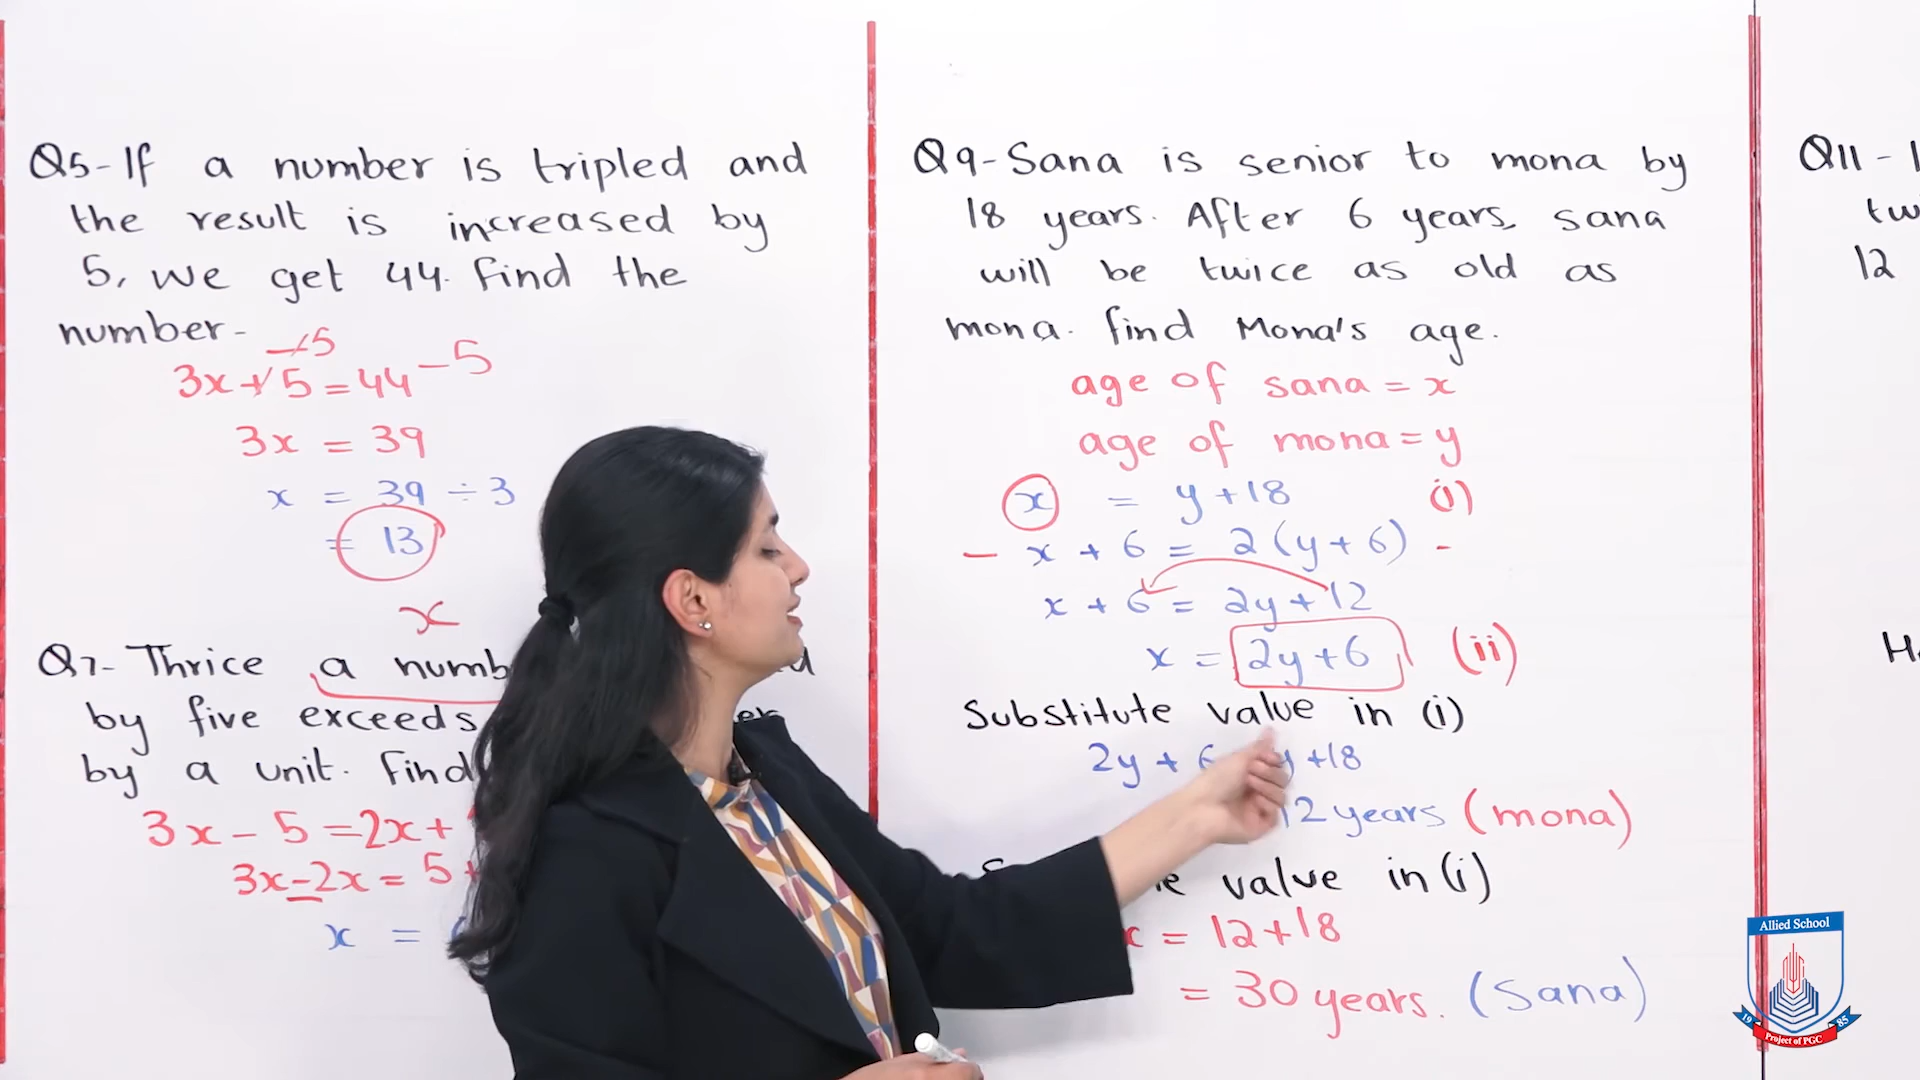 Q5-If a number is tripled and
the result is increased by
5, we get 44. find the
number-
-5
3x+5=44-5
3x = 39
x = 39 ÷ 3
= 13
x
Q7- Thrice a numb
by five exceeds
by a unit. find
3x - 5 =2x+
3x-2x= 5+
x =
Q9-Sana is senior to mona by
18 years. After 6 years, sana
will be twice as old as
mona. find Mona's age.
age of sana = x
age of mona = y
x = y+18 (i)
- x + 6 = 2(y+6) -
x + 6 = 2y+12
x = 2y+6 (ii)
Substitute value in (i)
2y + 6 y +18
12 years (mona)
value in (i)
x = 12+18
= 30 years. (Sana)
Q11-
12
Allied School
19 85
Project of PGC